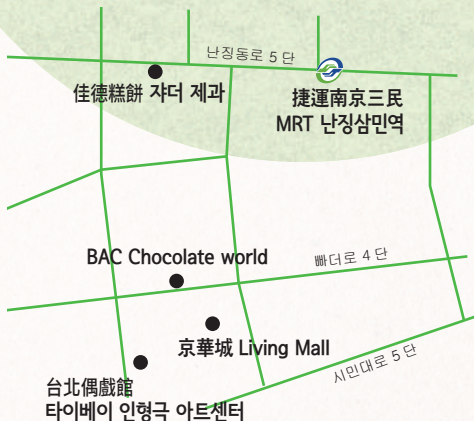 난징동로 5 단
佳德糕餅 쟈더 제과
捷運南京三民
MRT 난징삼민역
BAC Chocolate world
빠더로 4 단
京華城 Living Mall
시민대로 5 단
台北偶戲館
타이베이 인형극 아트센터